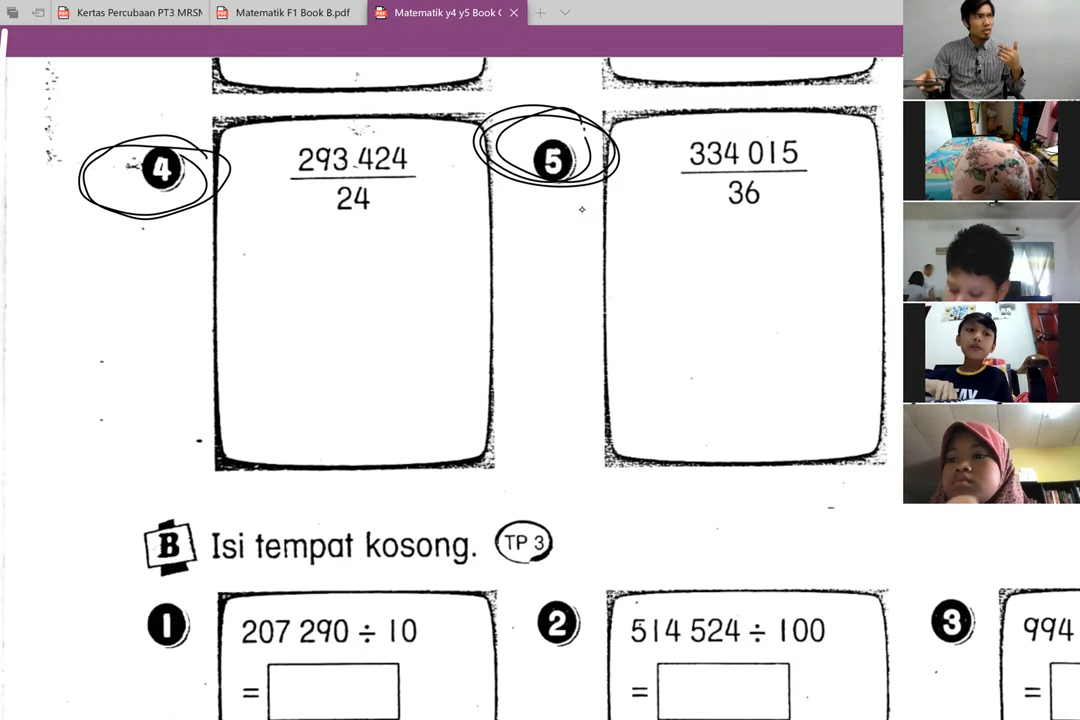 Kertas Percubaan PT3 MRSM
Matematik F1 Book B.pdf
Matematik y4 y5 Book C
4
293 424
24
5
334 015
36
B Isi tempat kosong. TP 3
1
207 290 ÷ 10
=
2
514 524 ÷ 100
=
3
994
=